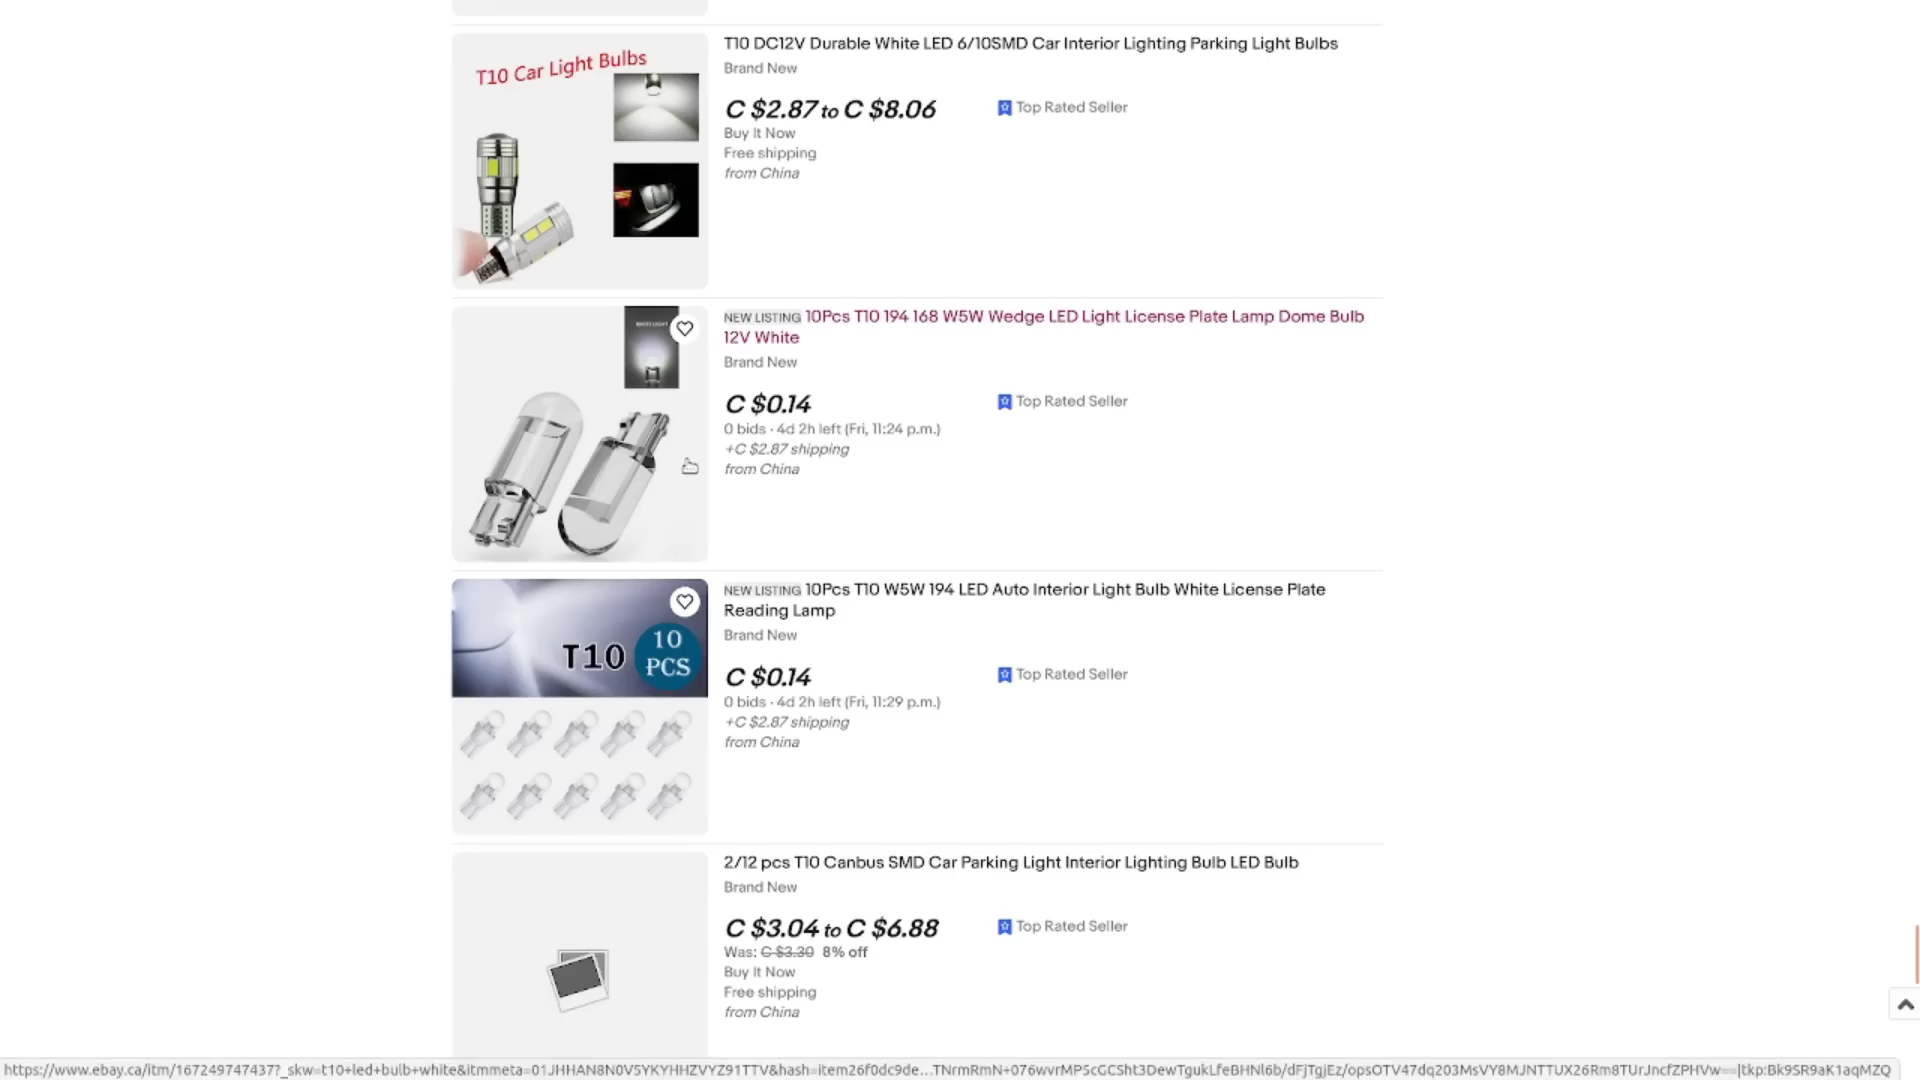 T10 Car Light Bulbs
T10 DC12V Durable White LED 6/10SMD Car Interior Lighting Parking Light Bulbs
Brand New
C $2.87 to C $8.06
Top Rated Seller
Buy It Now
Free shipping
from China
WHITE LIGHT
NEW LISTING 10Pcs T10 194 168 W5W Wedge LED Light License Plate Lamp Dome Bulb
12V White
Brand New
C $0.14
Top Rated Seller
0 bids · 4d 2h left (Fri, 11:24 p.m.)
+C $2.87 shipping
from China
T10
10
PCS
NEW LISTING 10Pcs T10 W5W 194 LED Auto Interior Light Bulb White License Plate
Reading Lamp
Brand New
C $0.14
Top Rated Seller
0 bids · 4d 2h left (Fri, 11:29 p.m.)
+C $2.87 shipping
from China
2/12 pcs T10 Canbus SMD Car Parking Light Interior Lighting Bulb LED Bulb
Brand New
C $3.04 to C $6.88
Top Rated Seller
Was: C $3.30 8% off
Buy It Now
Free shipping
from China